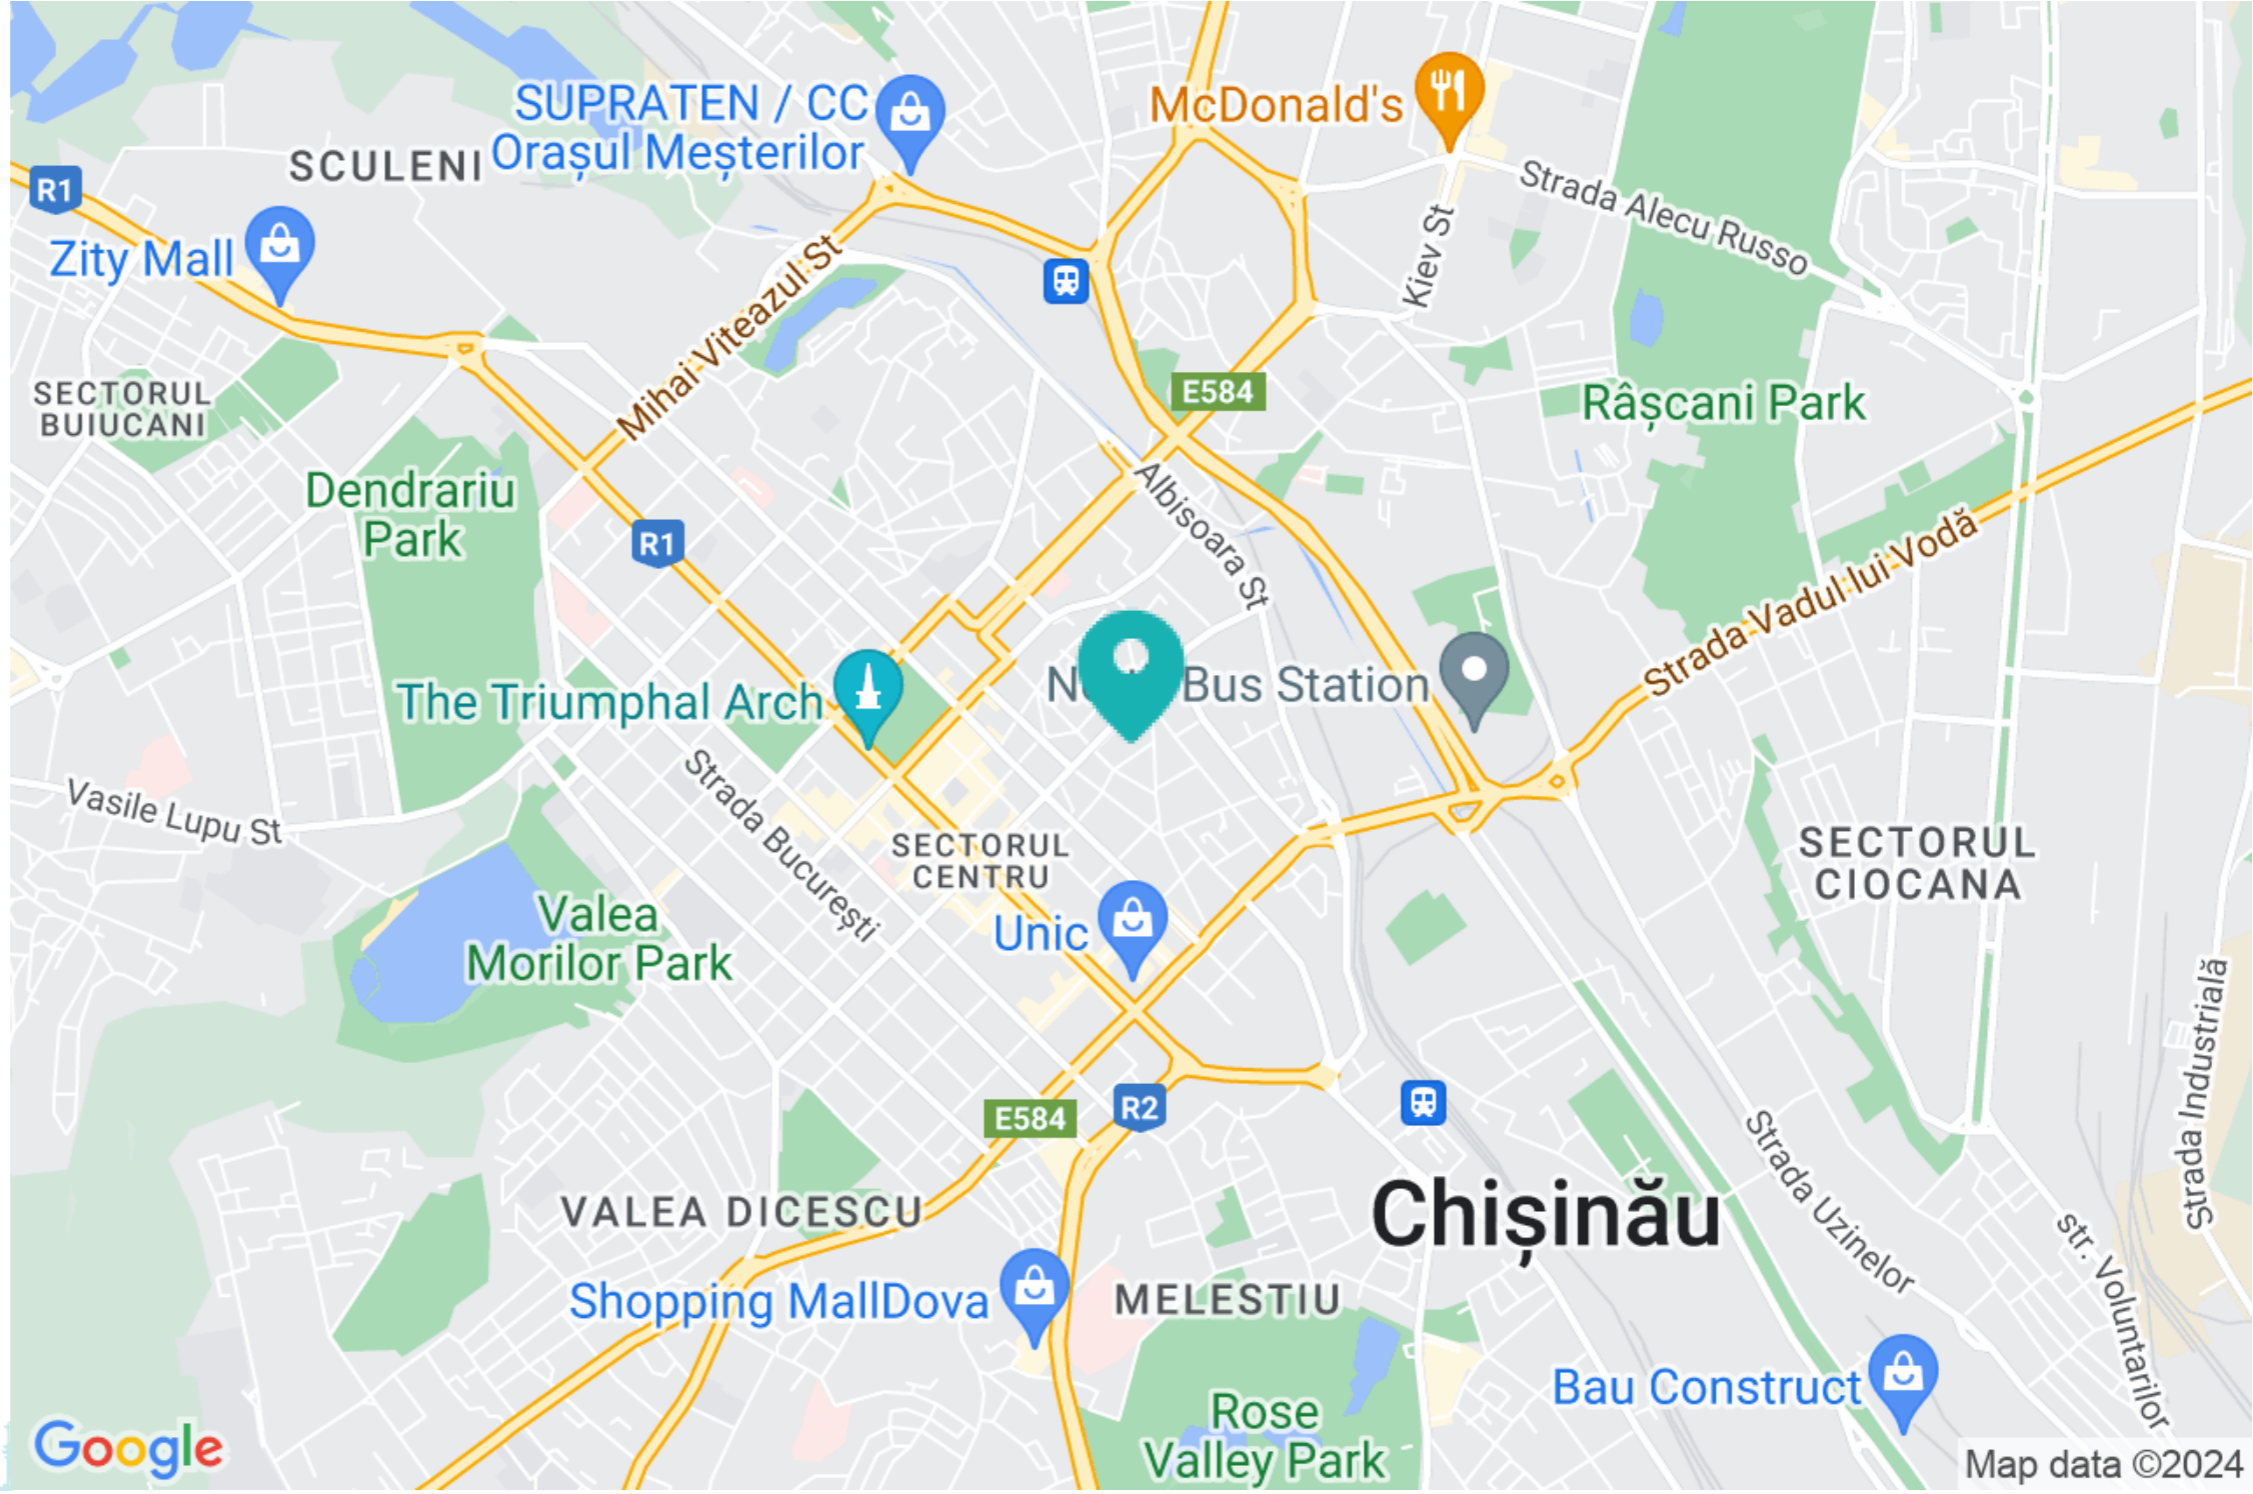 McDonald's
SUPRATEN / CC
Orașul Meșterilor
SCULENI
R1
Zity Mall
Strada Alecu Russo
Kiev St
Mihai Viteazul St
SECTORUL
BUIUCANI
E584
Râșcani Park
Dendrariu
Park
R1
Albișoara St
Strada Vadul lui Vodă
The Triumphal Arch
Bus Station
Strada București
Vasile Lupu St
SECTORUL
CENTRU
SECTORUL
CIOCANA
Valea
Morilor Park
Unic
Strada Industrială
E584
R2
Strada Uzinelor
VALEA DICESCU
Chișinău
str. Voluntarilor
Shopping MallDova
MELESTIU
Bau Construct
Rose
Valley Park
Google
Map data ©2024